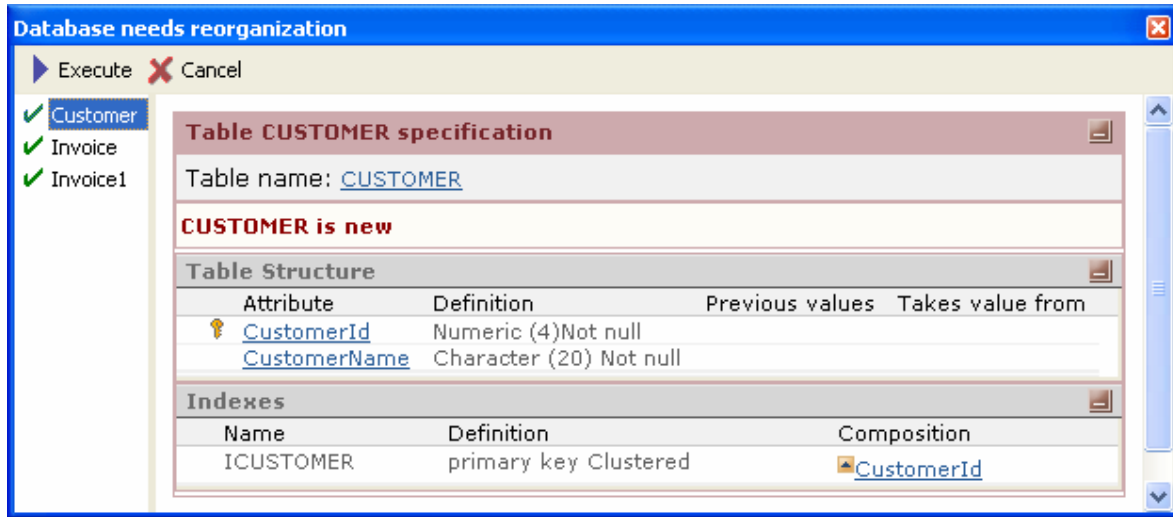 Database needs reorganization
Execute Cancel
Customer
Invoice
Invoice1
Table CUSTOMER specification
Table name: CUSTOMER
CUSTOMER is new
Table Structure
Attribute Definition Previous values Takes value from
CustomerId Numeric (4)Not null
CustomerName Character (20) Not null
Indexes
Name Definition Composition
ICUSTOMER primary key Clustered CustomerId